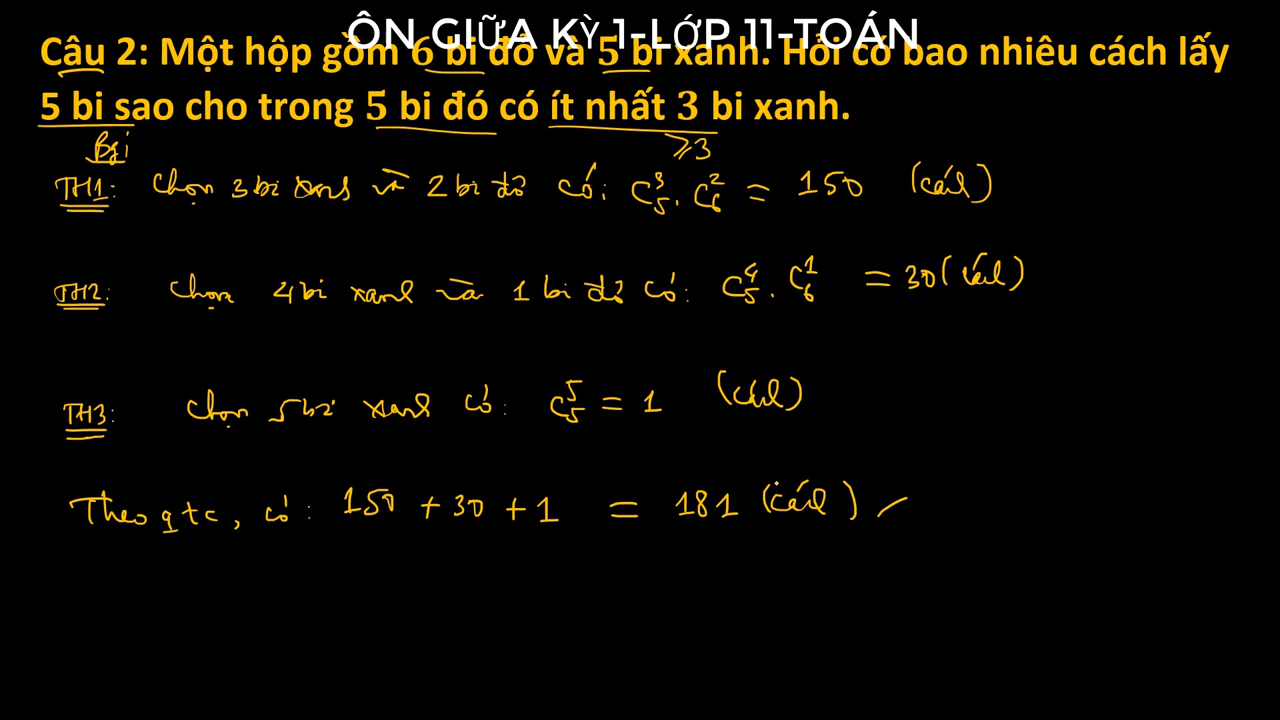 ÔN GIỮA KỲ 1-LỚP 11-TOÁN
Câu 2: Một hộp gồm 6 bi đỏ và 5 bi xanh. Hỏi có bao nhiêu cách lấy
5 bi sao cho trong 5 bi đó có ít nhất 3 bi xanh.
Bài ≥3
TH1: Chọn 3 bi xanh và 2 bi đỏ có: C₅³ . C₆² = 150 (cách)
TH2: Chọn 4 bi xanh và 1 bi đỏ có: C₅⁴ . C₆¹ = 30 (cách)
TH3: Chọn 5 bi xanh có: C₅⁵ = 1 (cách)
Theo qtc, có: 150 + 30 + 1 = 181 (cách)